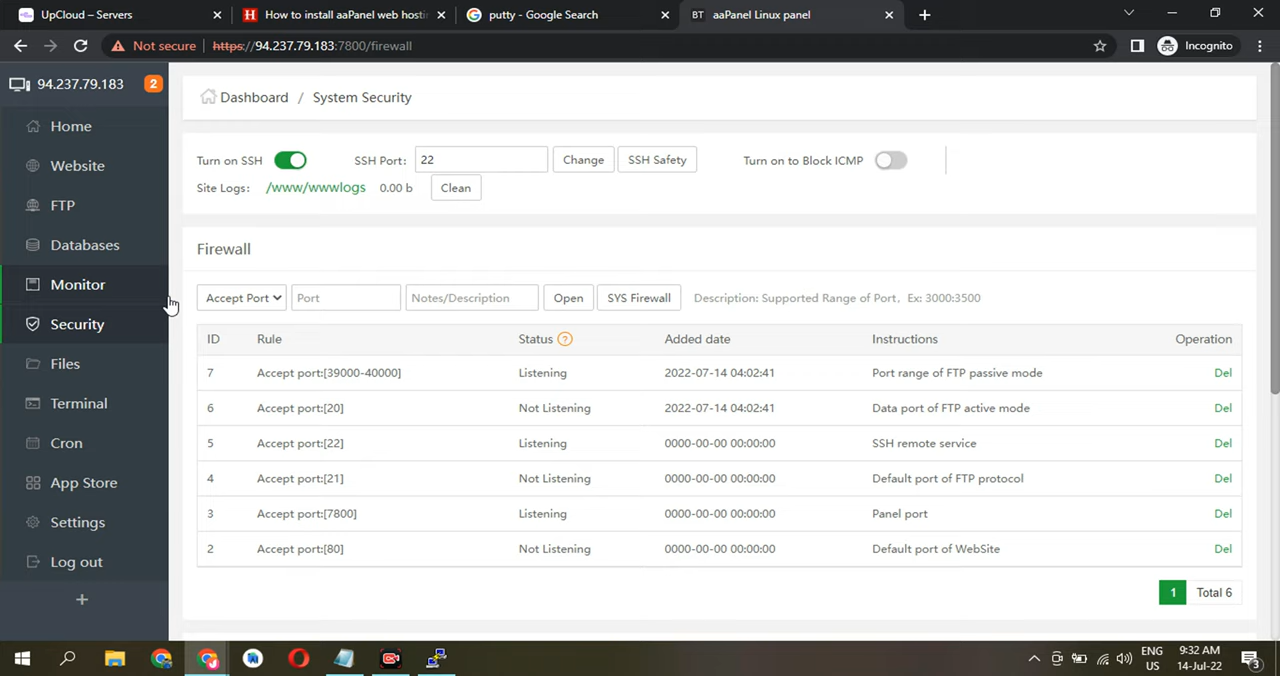 UpCloud – Servers
How to install aaPanel web hosti
putty - Google Search
BT aaPanel Linux panel
Not secure https://94.237.79.183:7800/firewall
Incognito
94.237.79.183 2
Home
Website
FTP
Databases
Monitor
Security
Files
Terminal
Cron
App Store
Settings
Log out
Dashboard / System Security
Turn on SSH SSH Port: 22 Change SSH Safety Turn on to Block ICMP
Site Logs: /www/wwwlogs 0.00 b Clean
Firewall
Accept Port Port Notes/Description Open SYS Firewall Description: Supported Range of Port, Ex: 3000:3500
ID Rule Status ? Added date Instructions Operation
7 Accept port:[39000-40000] Listening 2022-07-14 04:02:41 Port range of FTP passive mode Del
6 Accept port:[20] Not Listening 2022-07-14 04:02:41 Data port of FTP active mode Del
5 Accept port:[22] Listening 0000-00-00 00:00:00 SSH remote service Del
4 Accept port:[21] Not Listening 0000-00-00 00:00:00 Default port of FTP protocol Del
3 Accept port:[7800] Listening 0000-00-00 00:00:00 Panel port Del
2 Accept port:[80] Not Listening 0000-00-00 00:00:00 Default port of WebSite Del
1 Total 6
ENG
US
9:32 AM
14-Jul-22
3